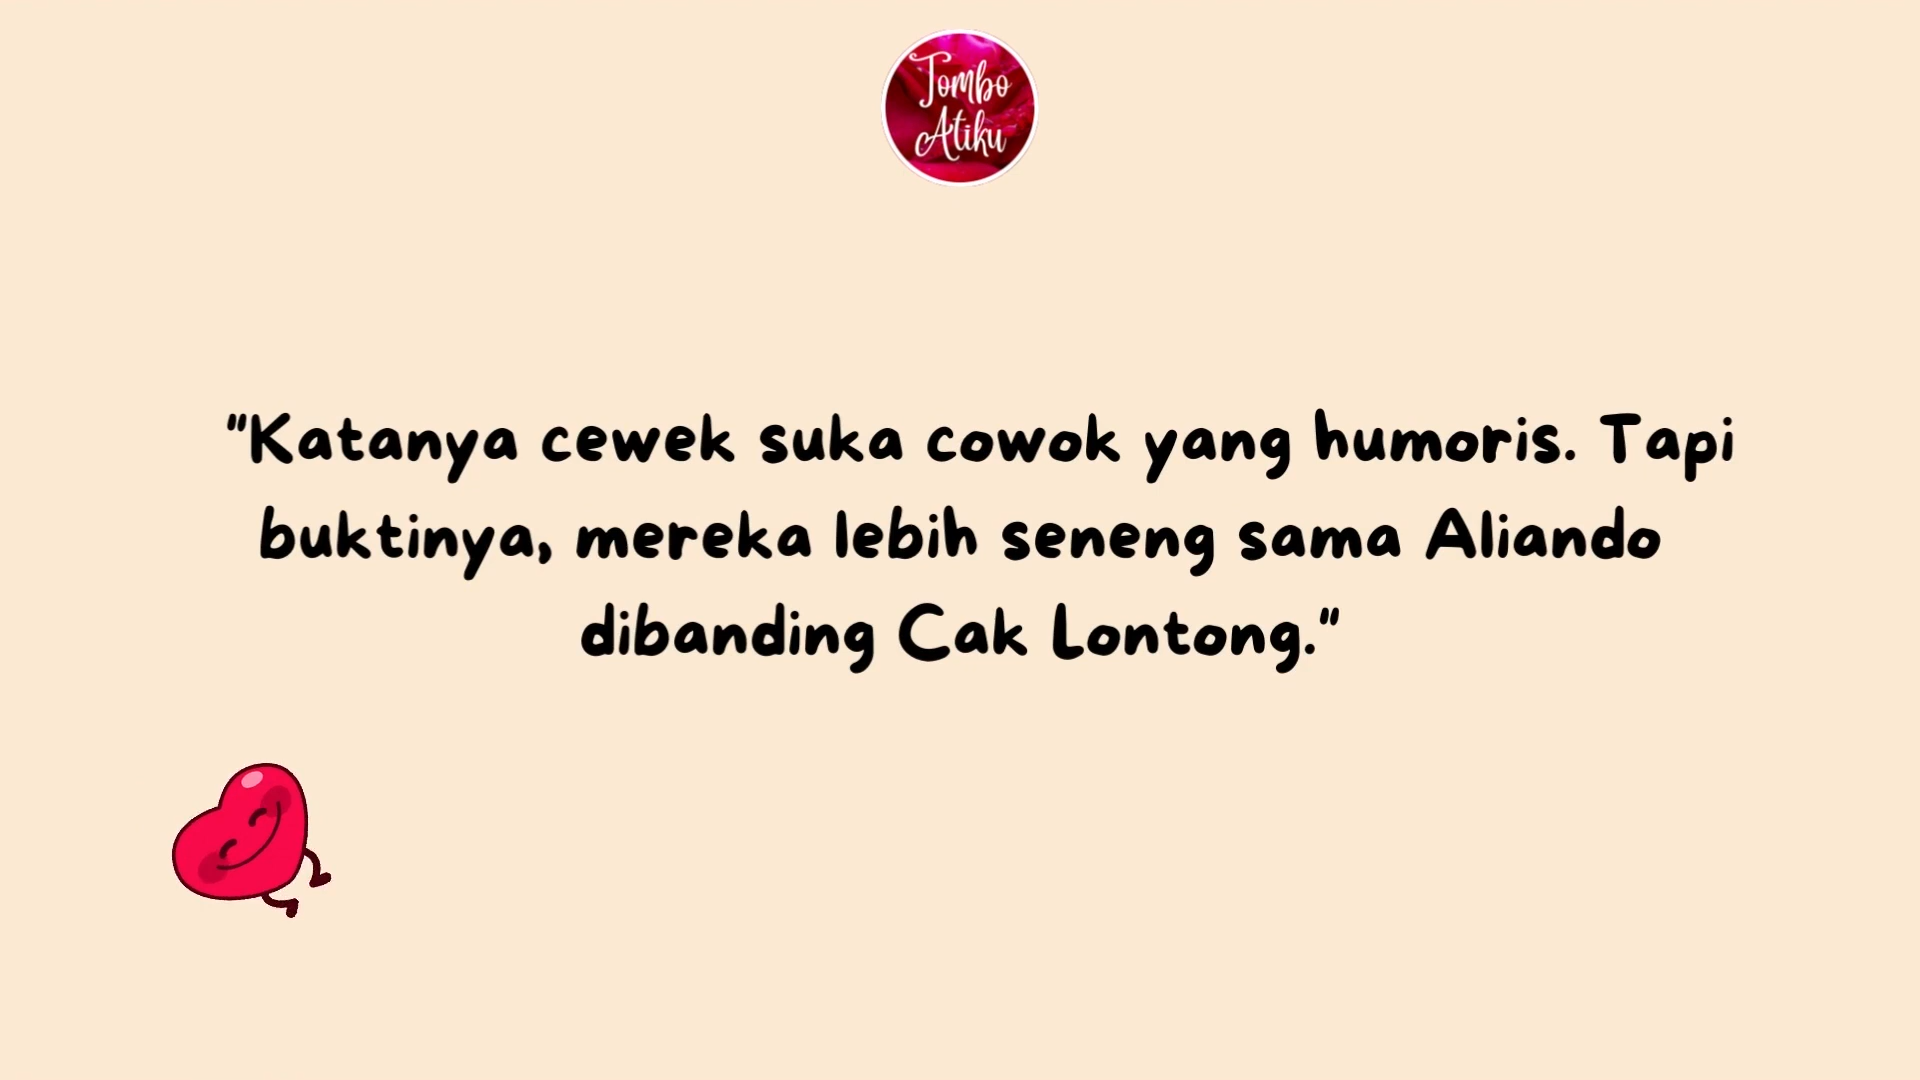 Tombo
Atiku
"Katanya cewek suka cowok yang humoris. Tapi
buktinya, mereka lebih seneng sama Aliando
dibanding Cak Lontong."